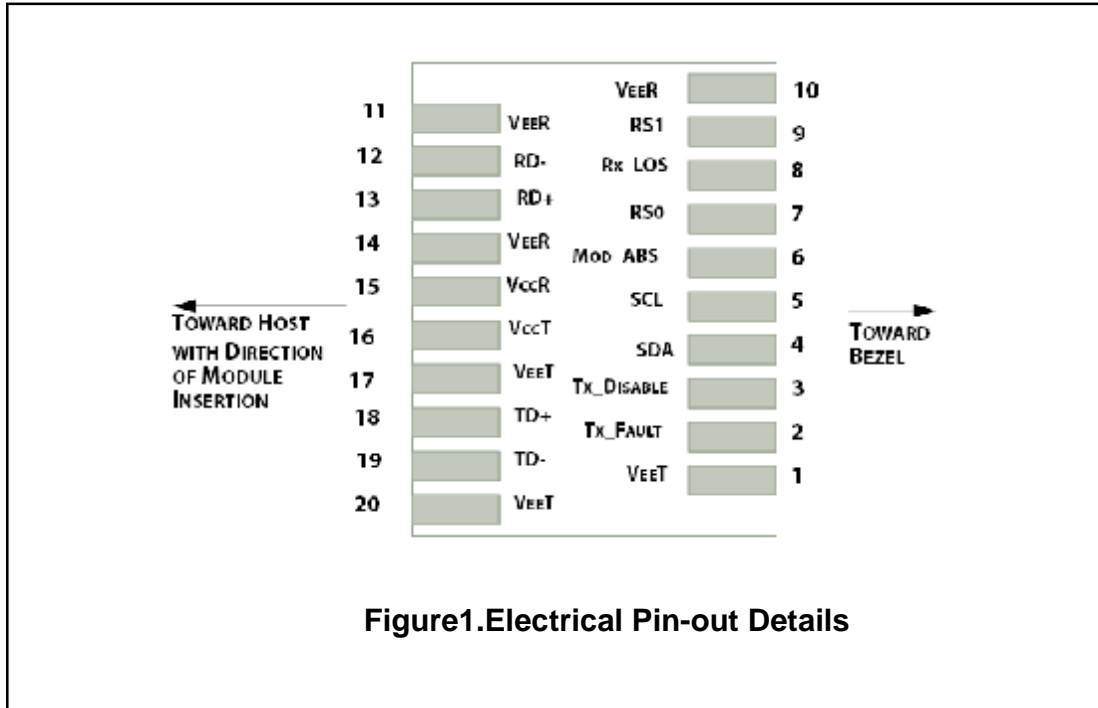 11 VEER
12 RD-
13 RD+
14 VEER
15 VCCR
16 VCCT
17 VEET
18 TD+
19 TD-
20 VEET
VEER 10
RS1 9
RX LOS 8
RS0 7
MOD ABS 6
SCL 5
SDA 4
TX_DISABLE 3
TX_FAULT 2
VEET 1
TOWARD HOST
WITH DIRECTION
OF MODULE
INSERTION
TOWARD
BEZEL
Figure1.Electrical Pin-out Details